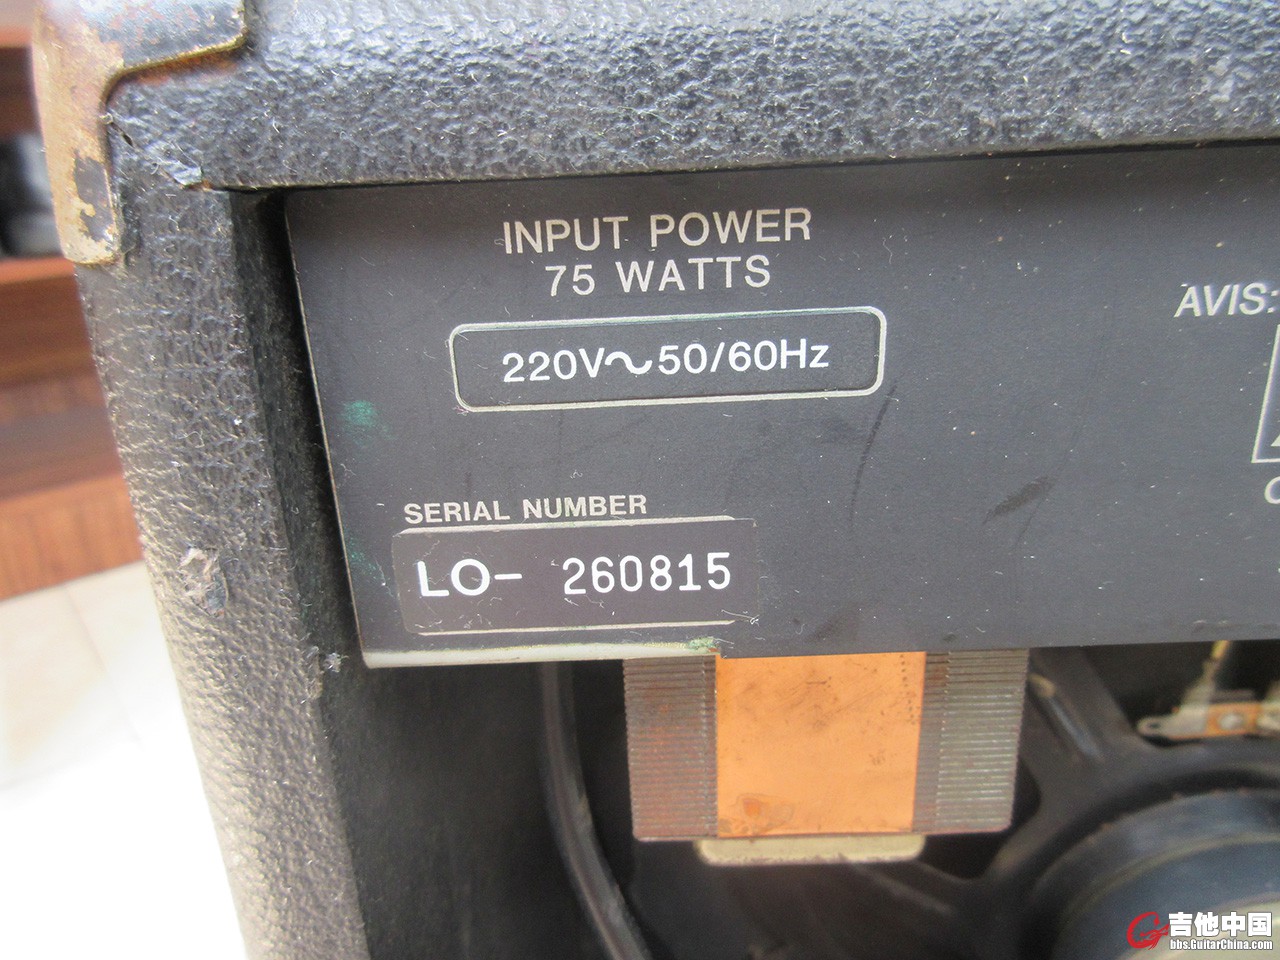 INPUT POWER
75 WATTS
220V～50/60Hz
AVIS:
SERIAL NUMBER
LO- 260815
吉他中国
bbs.GuitarChina.com